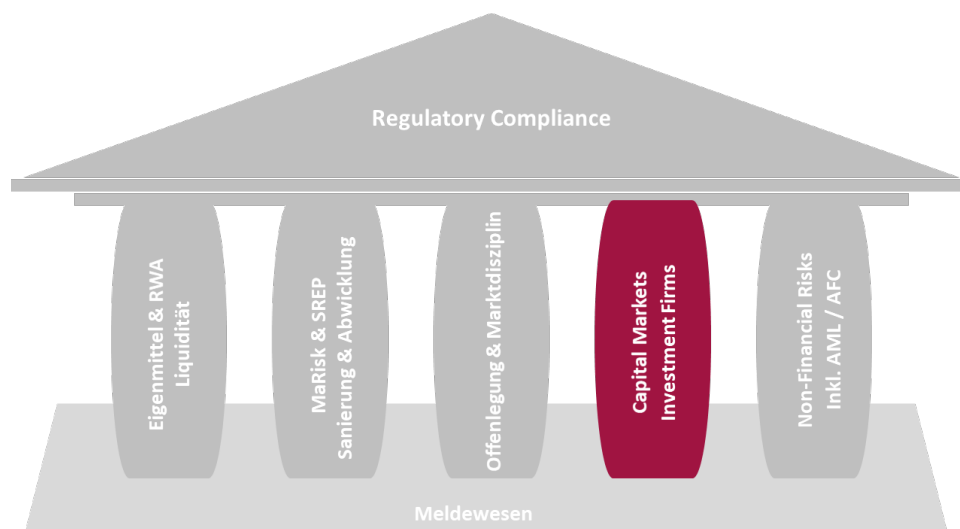 Regulatory Compliance
Eigenmittel & RWA
Liquidität
MaRisk & SREP
Sanierung & Abwicklung
Offenlegung & Marktdisziplin
Capital Markets
Investment Firms
Non-Financial Risks
Inkl. AML / AFC
Meldewesen